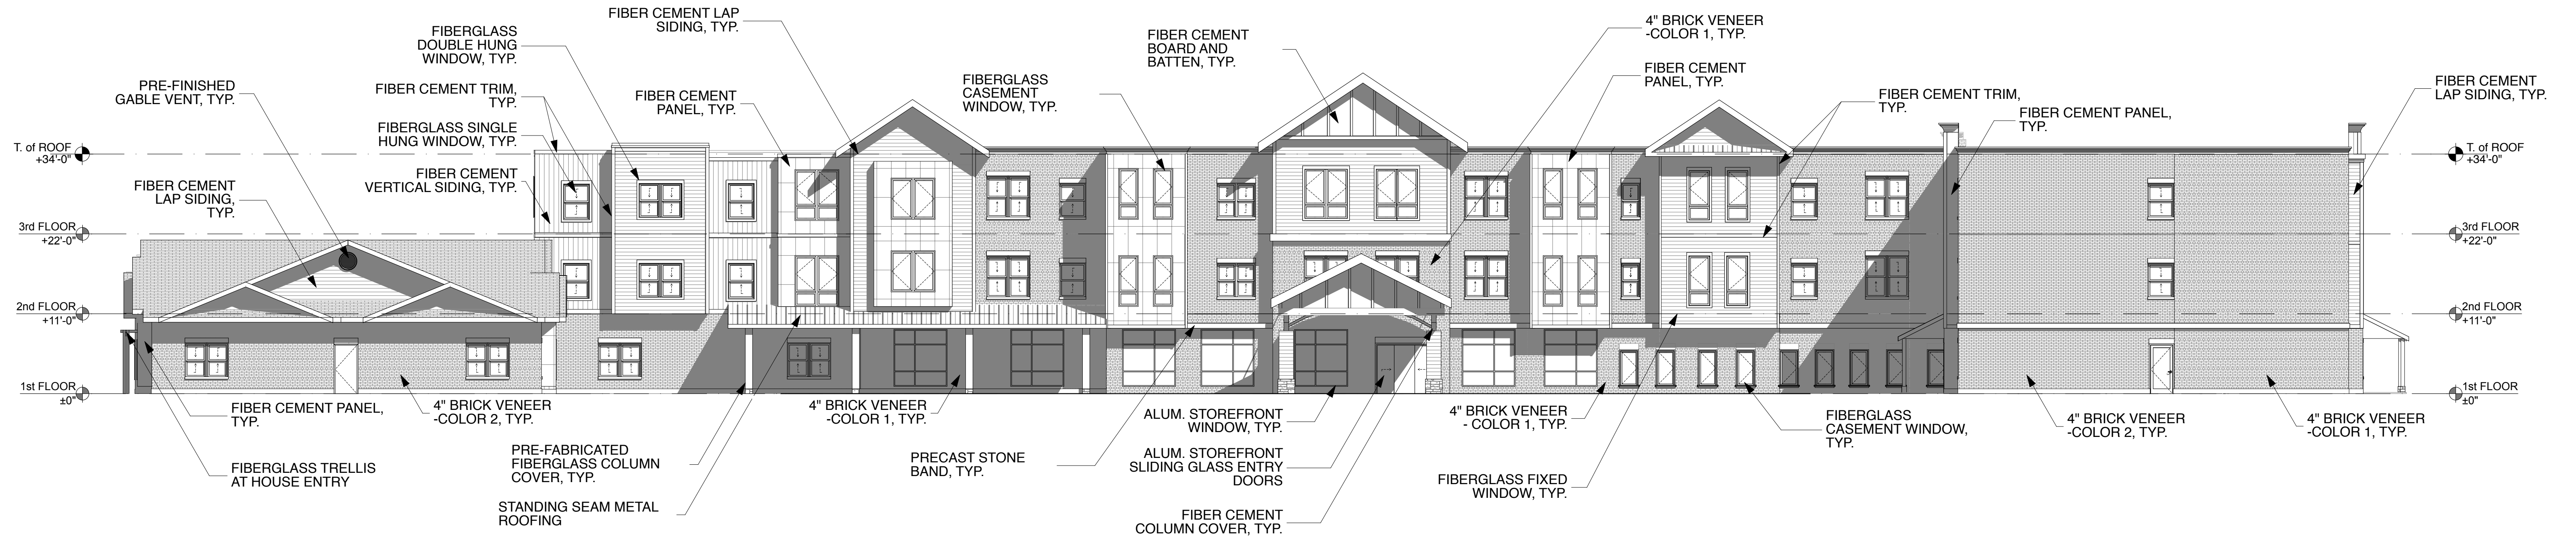 FIBER CEMENT LAP
SIDING, TYP.
FIBERGLASS
DOUBLE HUNG
WINDOW, TYP.
PRE-FINISHED
GABLE VENT, TYP.
FIBER CEMENT TRIM,
TYP.
FIBERGLASS SINGLE
HUNG WINDOW, TYP.
FIBER CEMENT
PANEL, TYP.
FIBERGLASS
CASEMENT
WINDOW, TYP.
FIBER CEMENT
BOARD AND
BATTEN, TYP.
4" BRICK VENEER
-COLOR 1, TYP.
FIBER CEMENT
PANEL, TYP.
FIBER CEMENT TRIM,
TYP.
FIBER CEMENT PANEL,
TYP.
FIBER CEMENT
LAP SIDING, TYP.
T. of ROOF
+34'-0"
FIBER CEMENT
VERTICAL SIDING, TYP.
FIBER CEMENT
LAP SIDING,
TYP.
3rd FLOOR
+22'-0"
2nd FLOOR
+11'-0"
1st FLOOR
±0"
T. of ROOF
+34'-0"
3rd FLOOR
+22'-0"
2nd FLOOR
+11'-0"
1st FLOOR
±0"
FIBER CEMENT PANEL,
TYP.
FIBERGLASS TRELLIS
AT HOUSE ENTRY
4" BRICK VENEER
-COLOR 2, TYP.
PRE-FABRICATED
FIBERGLASS COLUMN
COVER, TYP.
STANDING SEAM METAL
ROOFING
4" BRICK VENEER
-COLOR 1, TYP.
PRECAST STONE
BAND, TYP.
ALUM. STOREFRONT
WINDOW, TYP.
ALUM. STOREFRONT
SLIDING GLASS ENTRY
DOORS
FIBER CEMENT
COLUMN COVER, TYP.
4" BRICK VENEER
- COLOR 1, TYP.
FIBERGLASS FIXED
WINDOW, TYP.
FIBERGLASS
CASEMENT WINDOW,
TYP.
4" BRICK VENEER
-COLOR 2, TYP.
4" BRICK VENEER
-COLOR 1, TYP.